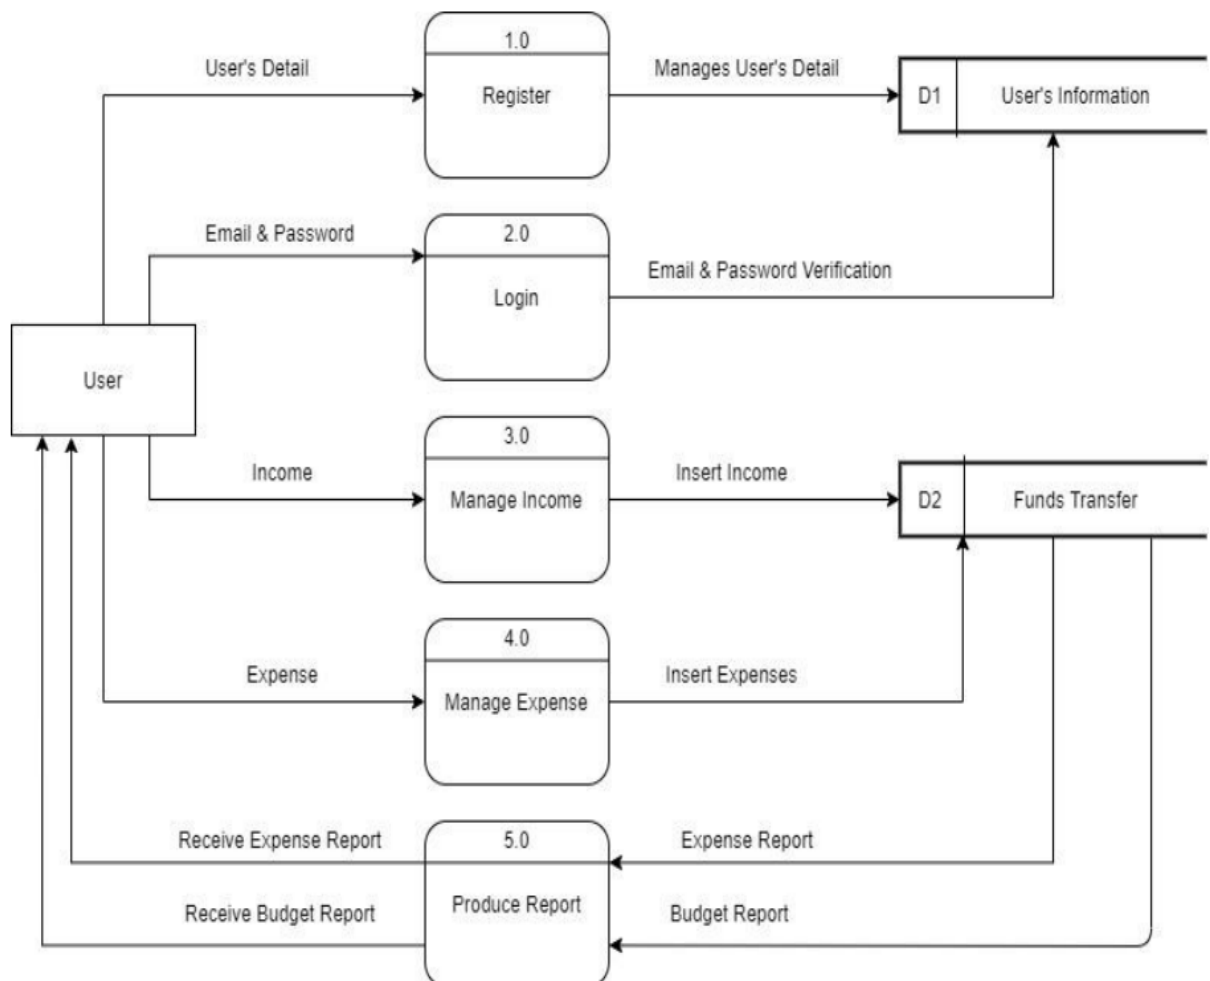 1.0
User's Detail
Manages User's Detail
Register
D1
User's Information
Email & Password
2.0
Email & Password Verification
Login
User
3.0
Income
Insert Income
Manage Income
D2
Funds Transfer
4.0
Expense
Insert Expenses
Manage Expense
Receive Expense Report
5.0
Expense Report
Receive Budget Report
Produce Report
Budget Report